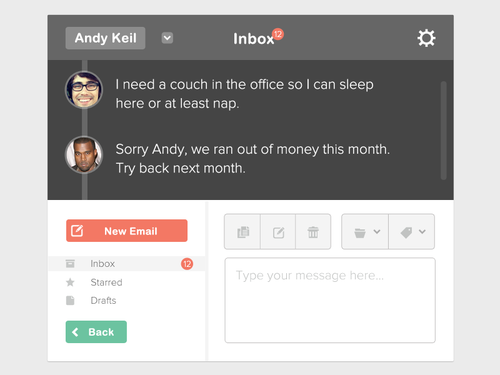 Andy Keil
Inbox 12
I need a couch in the office so I can sleep
here or at least nap.
Sorry Andy, we ran out of money this month.
Try back next month.
New Email
Inbox 12
Starred
Drafts
Back
Type your message here...